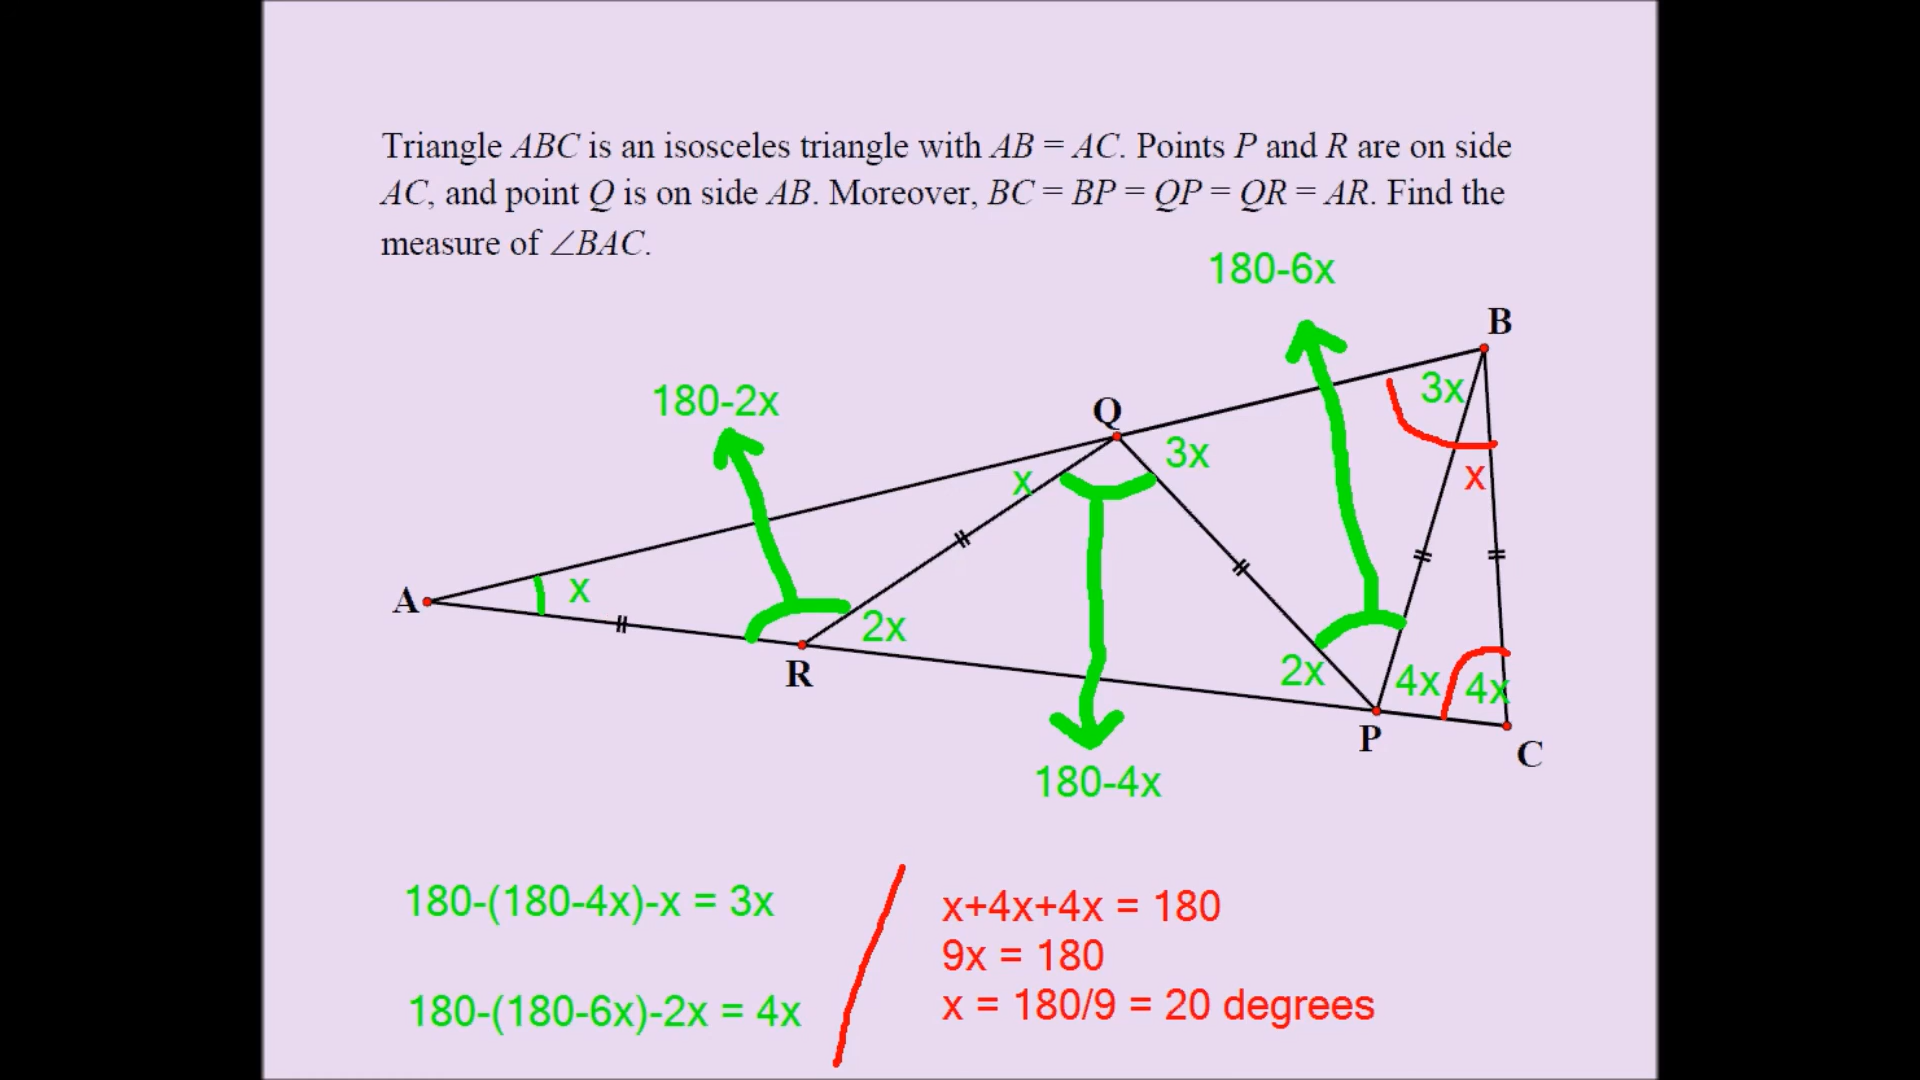 Triangle ABC is an isosceles triangle with AB = AC. Points P and R are on side
AC, and point Q is on side AB. Moreover, BC = BP = QP = QR = AR. Find the
measure of ∠BAC.
180-6x
B
180-2x
3x
Q
3x
x
x
A
x
2x
R
2x
4x
4x
P
C
180-4x
180-(180-4x)-x = 3x
180-(180-6x)-2x = 4x
x+4x+4x = 180
9x = 180
x = 180/9 = 20 degrees